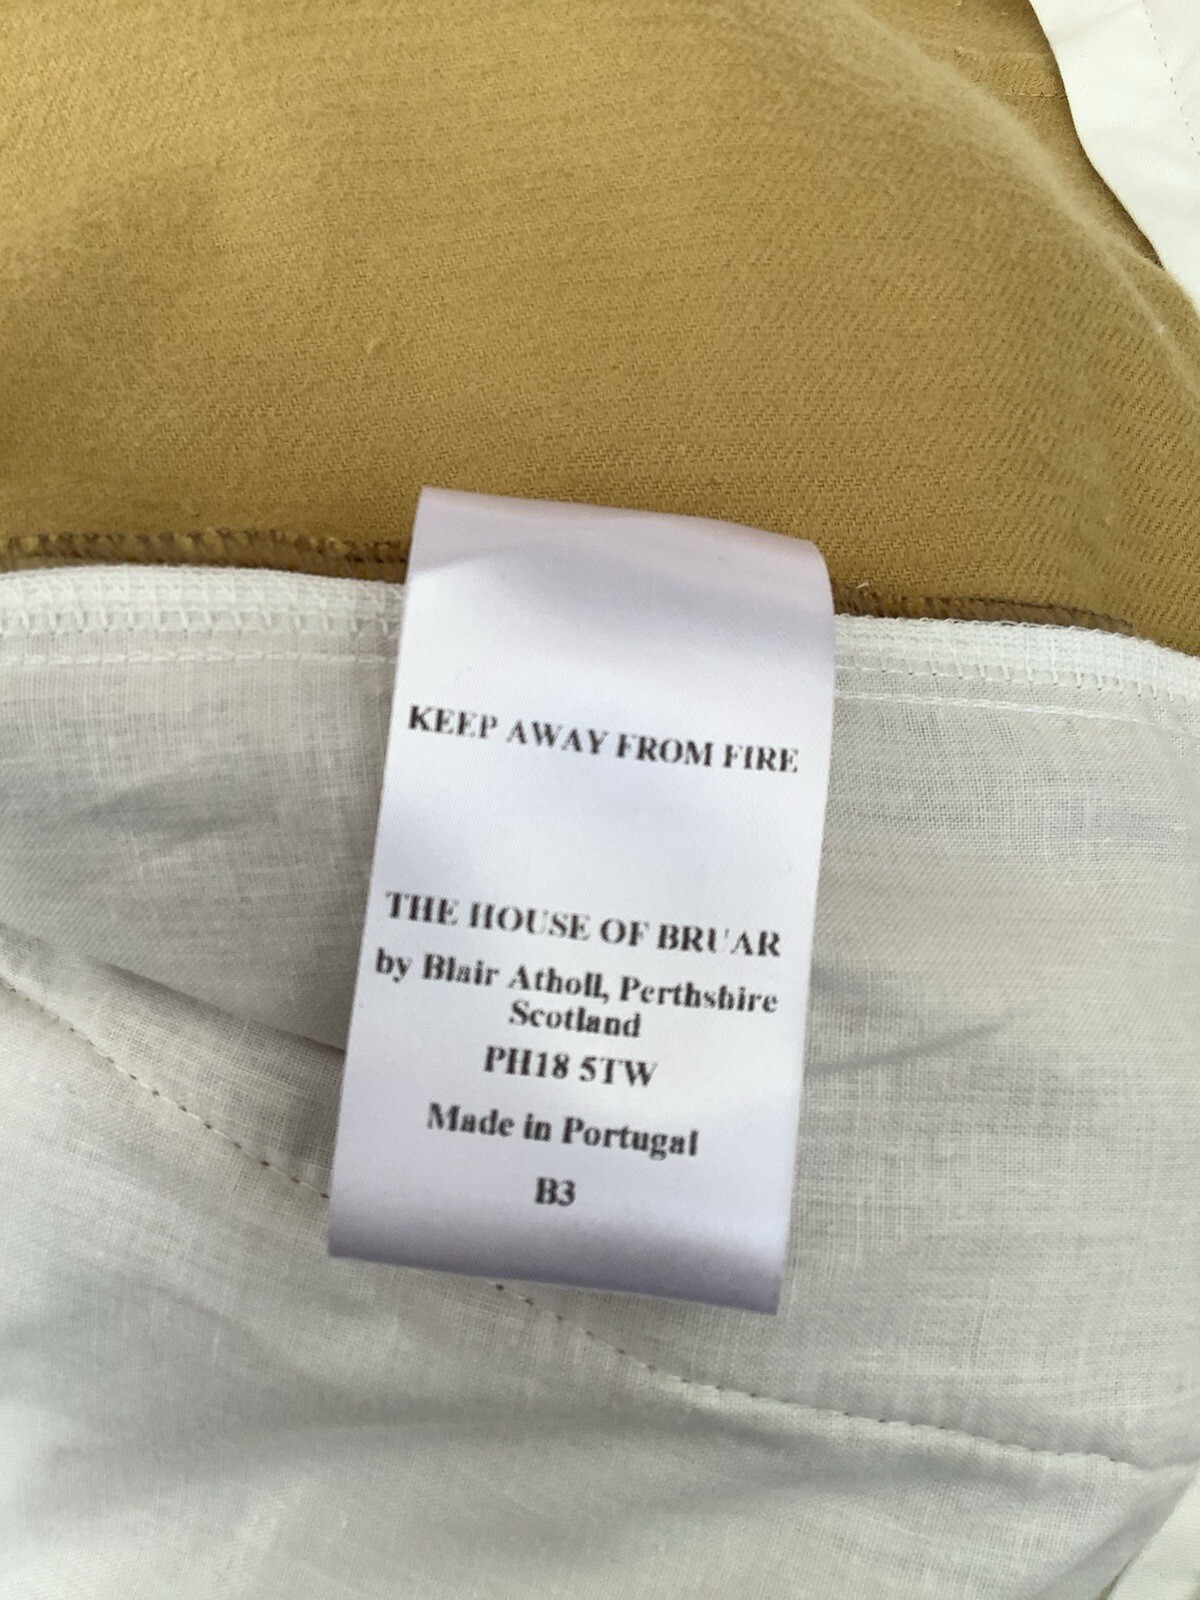 KEEP AWAY FROM FIRE
THE HOUSE OF BRUAR
by Blair Atholl, Perthshire
Scotland
PH18 5TW
Made in Portugal
B3